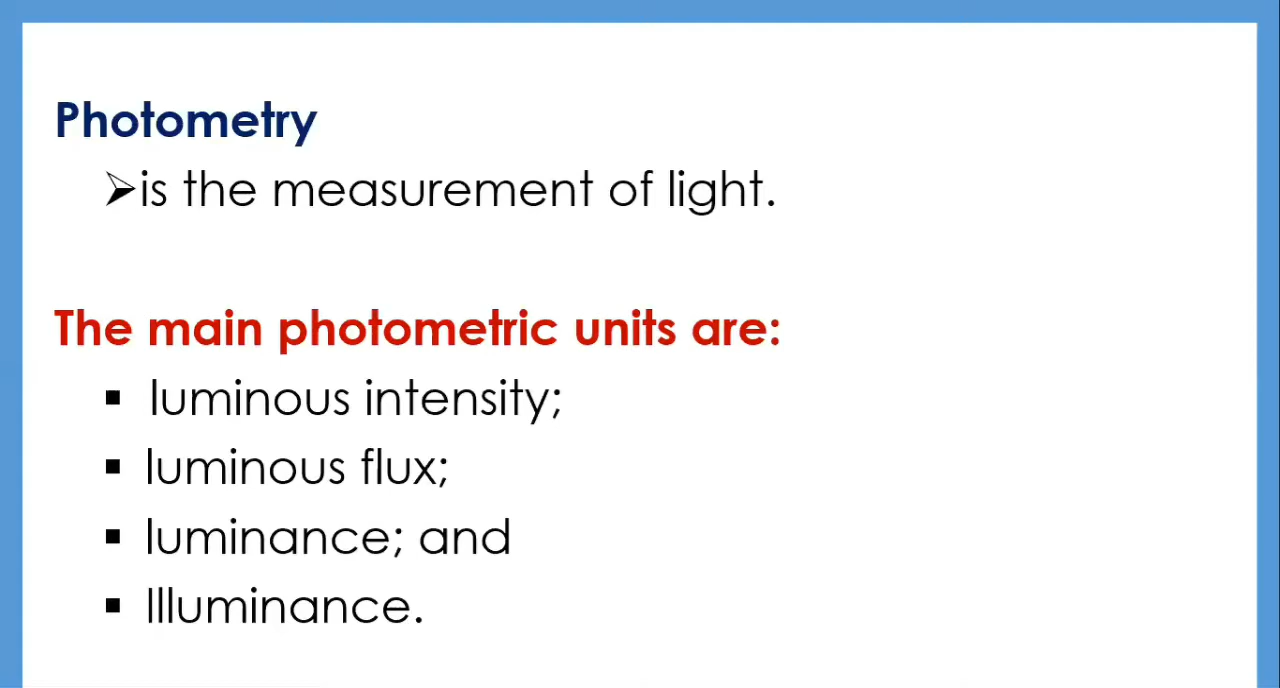 Photometry
➢is the measurement of light.
The main photometric units are:
▪ luminous intensity;
▪ luminous flux;
▪ luminance; and
▪ Illuminance.